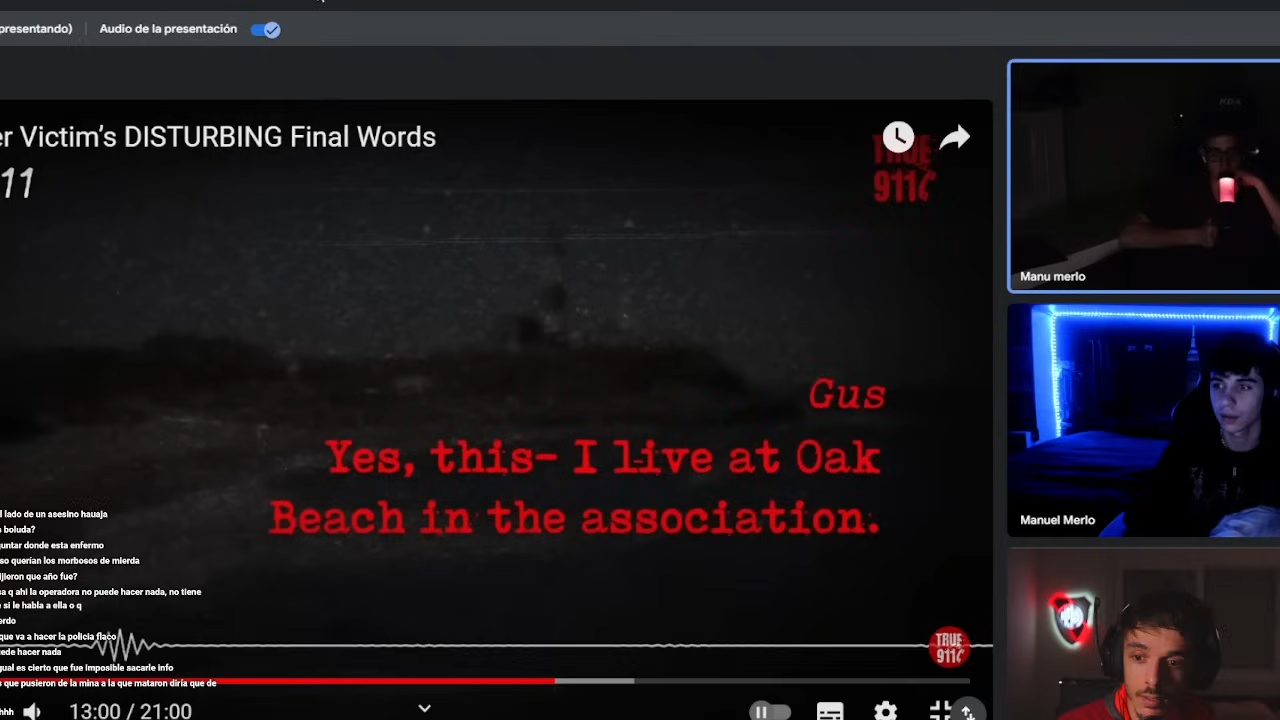 presentando)
Audio de la presentación
er Victim's DISTURBING Final Words
11
TRUE
911
Gus
Yes, this- I live at Oak
Beach in the association.
l lado de un asesino hauaja
boluda?
guntar donde esta enfermo
so querían los morbosos de mierda
ijieron que año fue?
a q ahi la operadora no puede hacer nada, no tiene
si le habla a ella o q
erdo
que va a hacer la policia flaco
ede hacer nada
gual es cierto que fue imposible sacarle info
s que pusieron de la mina a la que mataron diría que de
hhh
TRUE
911
13:00 / 21:00
Manu merlo
Manuel Merlo